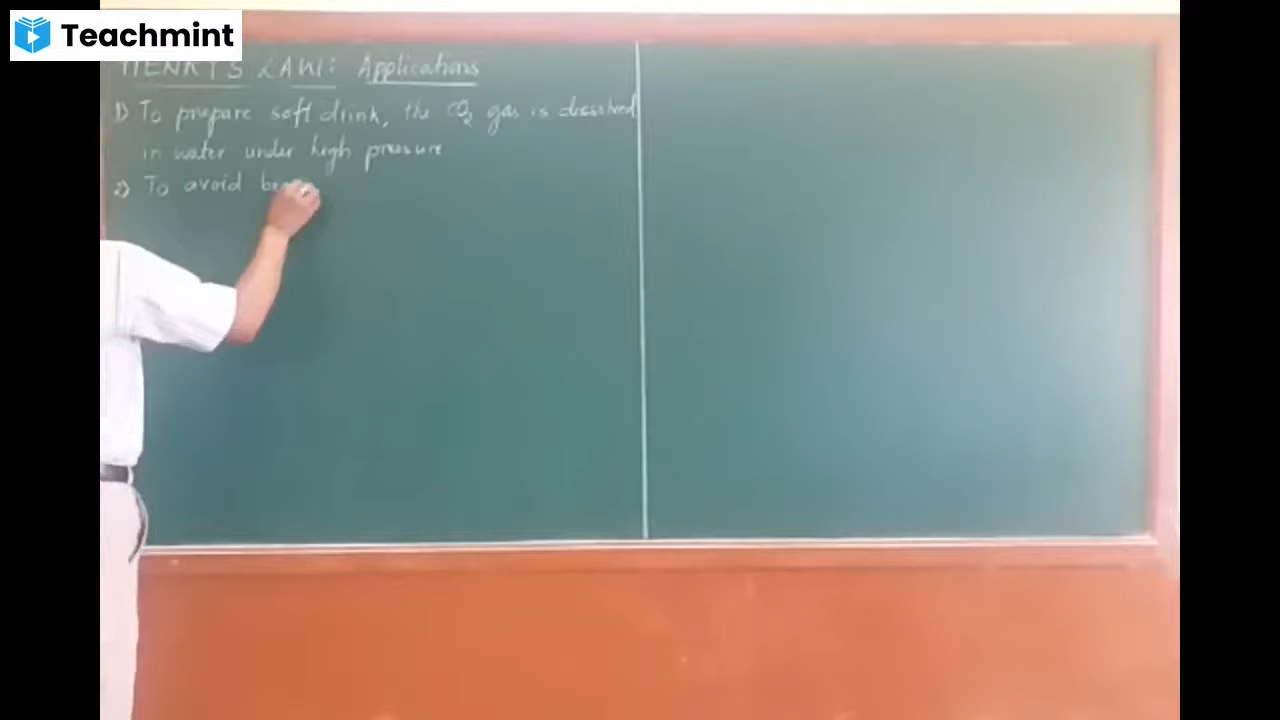 Teachmint
HENRY'S LAW: Applications
1) To prepare soft drink, the CO₂ gas is dissolved
in water under high pressure
2) To avoid